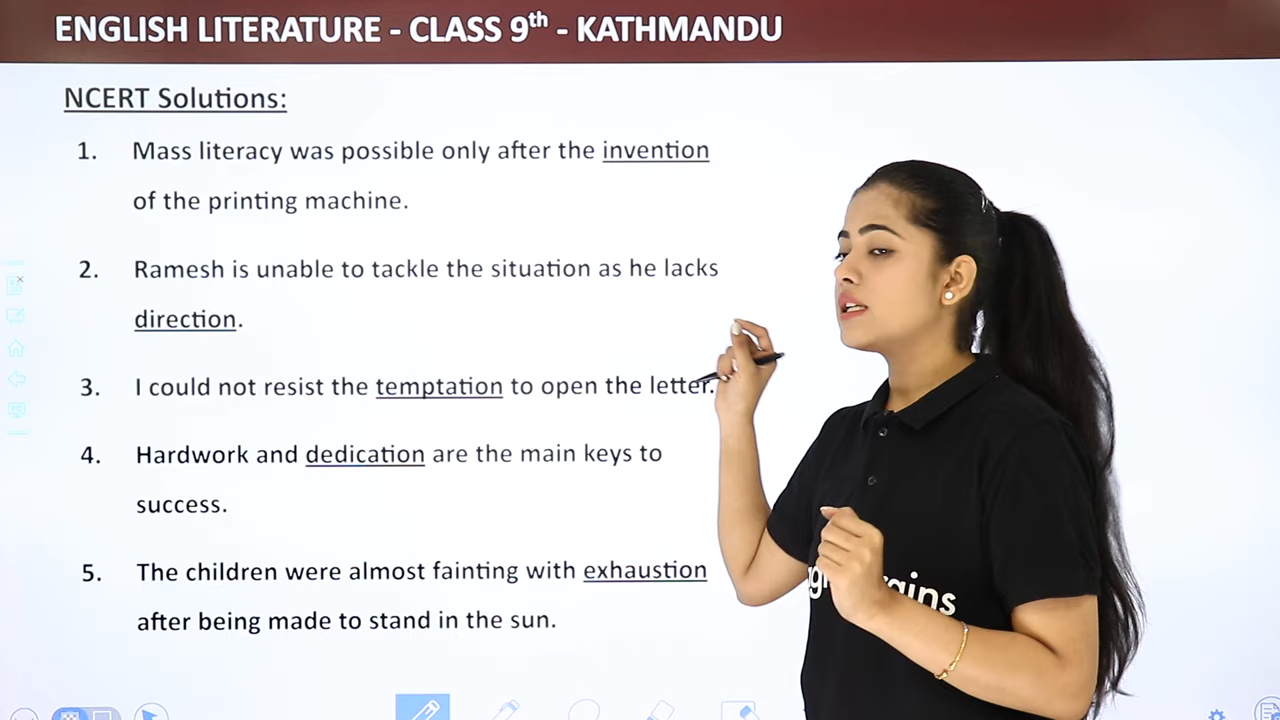 ENGLISH LITERATURE - CLASS 9th - KATHMANDU
NCERT Solutions:
1. Mass literacy was possible only after the invention
of the printing machine.
2. Ramesh is unable to tackle the situation as he lacks
direction.
3. I could not resist the temptation to open the letter.
4. Hardwork and dedication are the main keys to
success.
5. The children were almost fainting with exhaustion
after being made to stand in the sun.